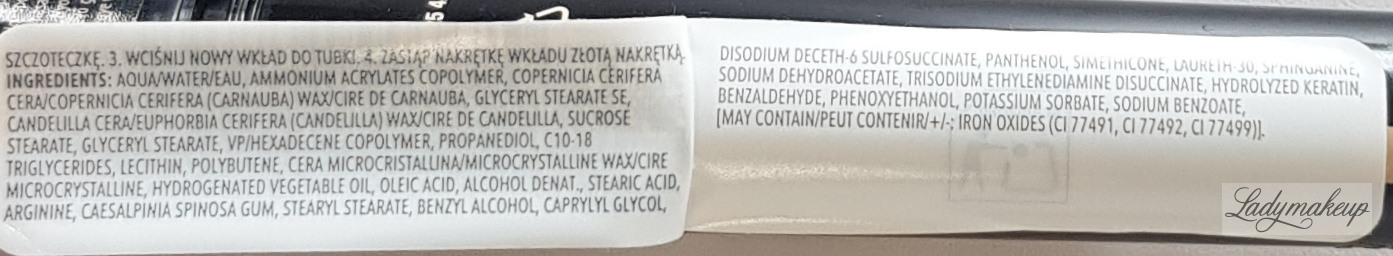 SZCZOTECZKĘ. 3. WCIŚNIJ NOWY WKŁAD DO TUBKI. 4. ZASTĄP NAKRĘTKĘ WKŁADU ZŁOTĄ NAKRĘTKĄ.
INGREDIENTS: AQUA/WATER/EAU, AMMONIUM ACRYLATES COPOLYMER, COPERNICIA CERIFERA
CERA/COPERNICIA CERIFERA (CARNAUBA) WAX/CIRE DE CARNAUBA, GLYCERYL STEARATE SE,
CANDELILLA CERA/EUPHORBIA CERIFERA (CANDELILLA) WAX/CIRE DE CANDELILLA, SUCROSE
STEARATE, GLYCERYL STEARATE, VP/HEXADECENE COPOLYMER, PROPANEDIOL, C10-18
TRIGLYCERIDES, LECITHIN, POLYBUTENE, CERA MICROCRISTALLINA/MICROCRYSTALLINE WAX/CIRE
MICROCRYSTALLINE, HYDROGENATED VEGETABLE OIL, OLEIC ACID, ALCOHOL DENAT., STEARIC ACID,
ARGININE, CAESALPINIA SPINOSA GUM, STEARYL STEARATE, BENZYL ALCOHOL, CAPRYLYL GLYCOL,
DISODIUM DECETH-6 SULFOSUCCINATE, PANTHENOL, SIMETHICONE, LAURETH-30, SPHINGANINE,
SODIUM DEHYDROACETATE, TRISODIUM ETHYLENEDIAMINE DISUCCINATE, HYDROLYZED KERATIN,
BENZALDEHYDE, PHENOXYETHANOL, POTASSIUM SORBATE, SODIUM BENZOATE,
[MAY CONTAIN/PEUT CONTENIR/+/-: IRON OXIDES (CI 77491, CI 77492, CI 77499)].
Ladymakeup